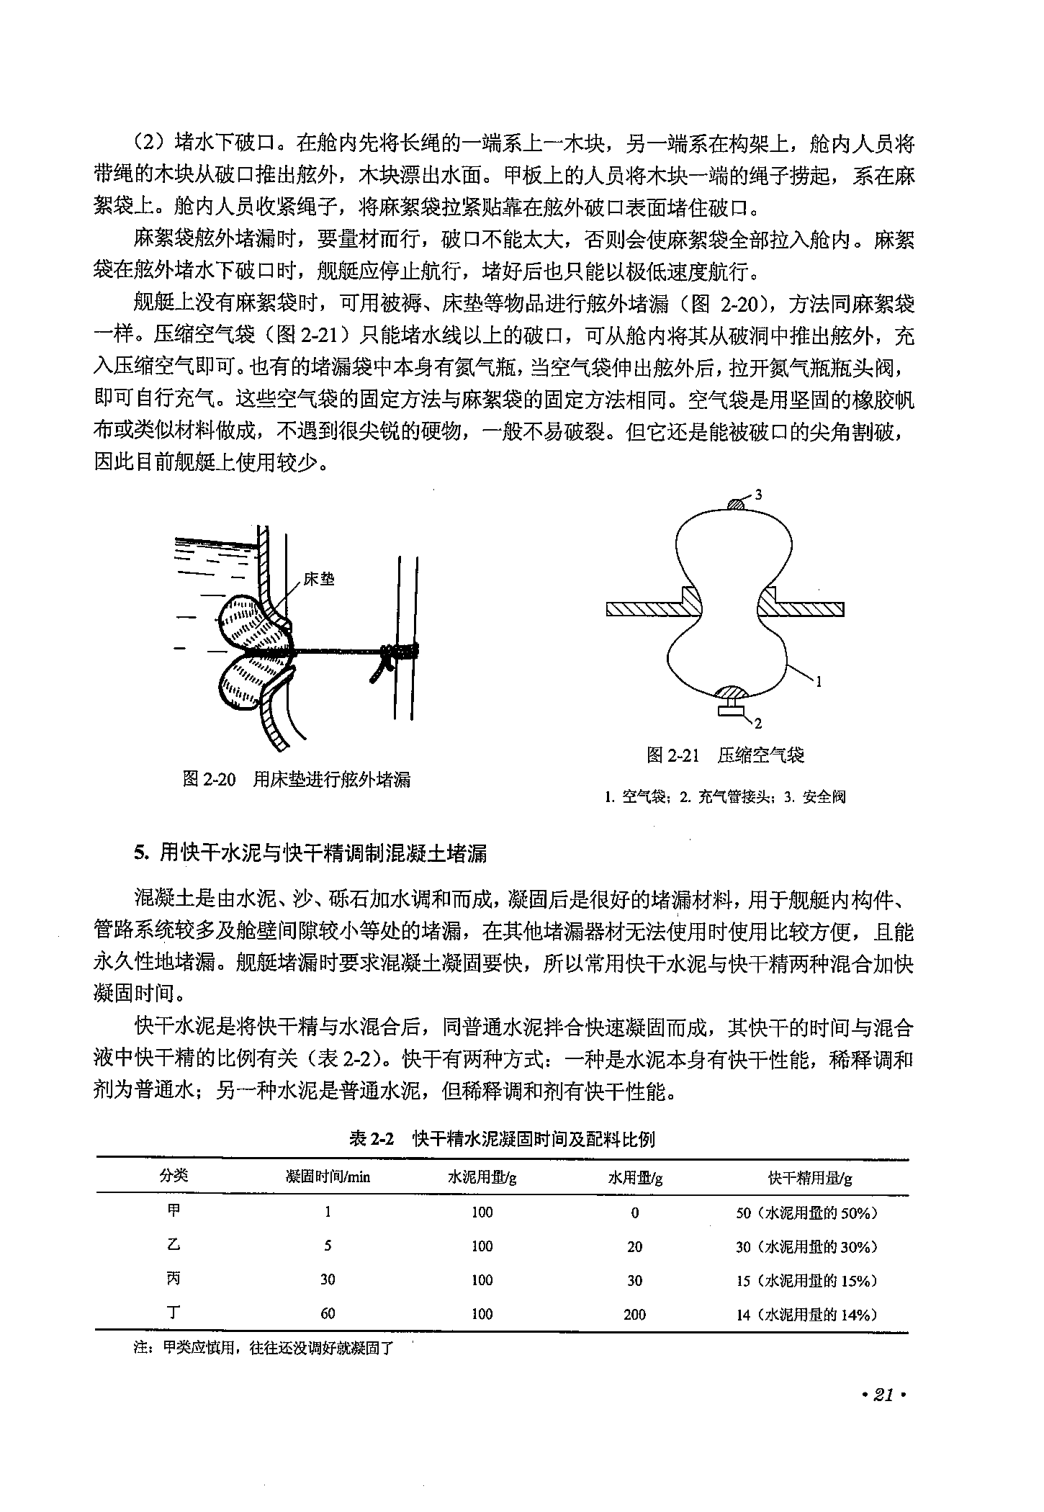 （2）堵水下破口。在舱内先将长绳的一端系上一木块，另一端系在构架上，舱内人员将
带绳的木块从破口推出舷外，木块漂出水面。甲板上的人员将木块一端的绳子捞起，系在麻
絮袋上。舱内人员收紧绳子，将麻絮袋拉紧贴靠在舷外破口表面堵住破口。
麻絮袋舷外堵漏时，要量材而行，破口不能太大，否则会使麻絮袋全部拉入舱内。麻絮
袋在舷外堵水下破口时，舰艇应停止航行，堵好后也只能以极低速度航行。
舰艇上没有麻絮袋时，可用被褥、床垫等物品进行舷外堵漏（图 2-20），方法同麻絮袋
一样。压缩空气袋（图 2-21）只能堵水线以上的破口，可从舱内将其从破洞中推出舷外，充
入压缩空气即可。也有的堵漏袋中本身有氮气瓶，当空气袋伸出舷外后，拉开氮气瓶瓶头阀，
即可自行充气。这些空气袋的固定方法与麻絮袋的固定方法相同。空气袋是用坚固的橡胶帆
布或类似材料做成，不遇到很尖锐的硬物，一般不易破裂。但它还是能被破口的尖角割破，
因此目前舰艇上使用较少。
床垫
图 2-20 用床垫进行舷外堵漏
3
1
2
图 2-21 压缩空气袋
1. 空气袋；2. 充气管接头；3. 安全阀
5. 用快干水泥与快干精调制混凝土堵漏
混凝土是由水泥、沙、砾石加水调和而成，凝固后是很好的堵漏材料，用于舰艇内构件、
管路系统较多及舱壁间隙较小等处的堵漏，在其他堵漏器材无法使用时使用比较方便，且能
永久性地堵漏。舰艇堵漏时要求混凝土凝固要快，所以常用快干水泥与快干精两种混合加快
凝固时间。
快干水泥是将快干精与水混合后，同普通水泥拌合快速凝固而成，其快干的时间与混合
液中快干精的比例有关（表 2-2）。快干有两种方式：一种是水泥本身有快干性能，稀释调和
剂为普通水；另一种水泥是普通水泥，但稀释调和剂有快干性能。
表 2-2 快干精水泥凝固时间及配料比例
分类 凝固时间/min 水泥用量/g 水用量/g 快干精用量/g
甲 1 100 0 50（水泥用量的 50%）
乙 5 100 20 30（水泥用量的 30%）
丙 30 100 30 15（水泥用量的 15%）
丁 60 100 200 14（水泥用量的 14%）
注：甲类应慎用，往往还没调好就凝固了
·21·